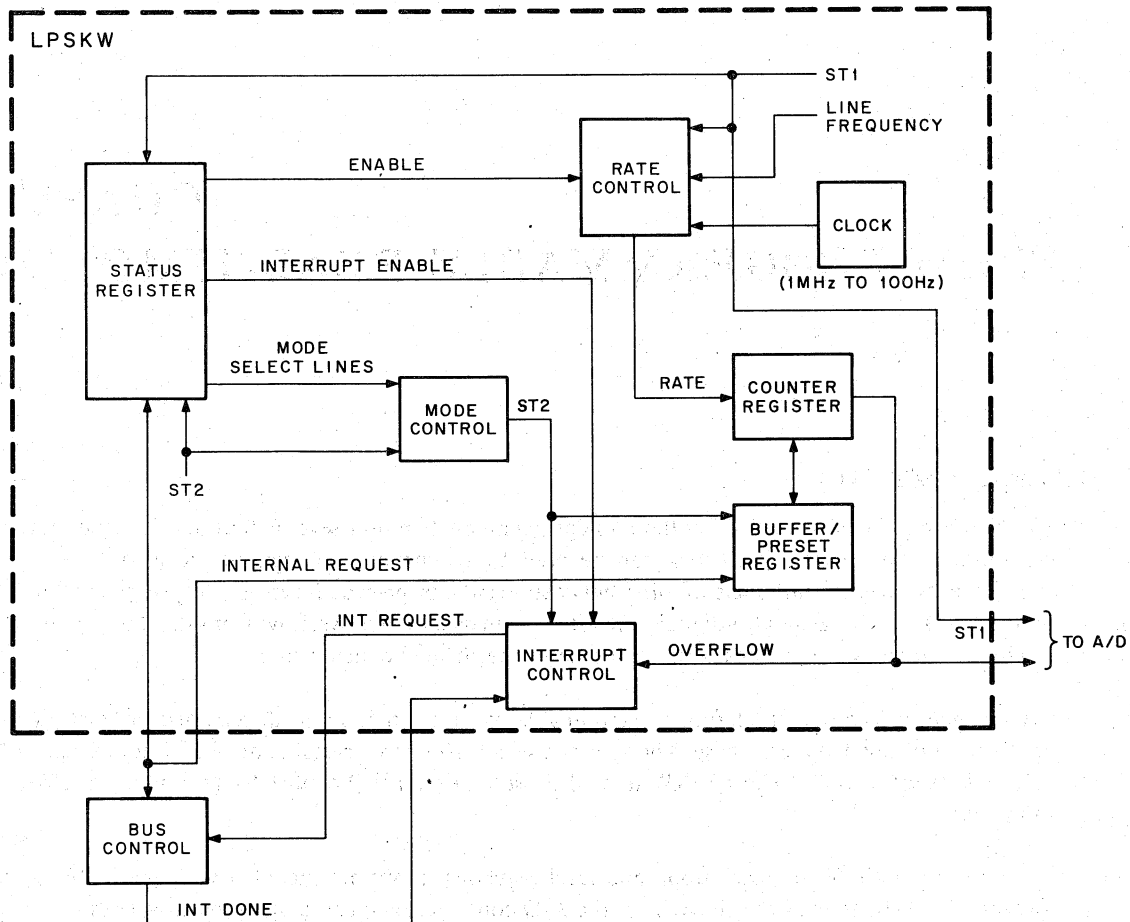 LPSKW
ST1
LINE
FREQUENCY
ENABLE
RATE
CONTROL
CLOCK
(1MHz TO 100Hz)
STATUS
REGISTER
INTERRUPT ENABLE
MODE
SELECT LINES
MODE
CONTROL
ST2
RATE
COUNTER
REGISTER
ST2
BUFFER/
PRESET
REGISTER
INTERNAL REQUEST
INT REQUEST
INTERRUPT
CONTROL
OVERFLOW
ST1
TO A/D
BUS
CONTROL
INT DONE